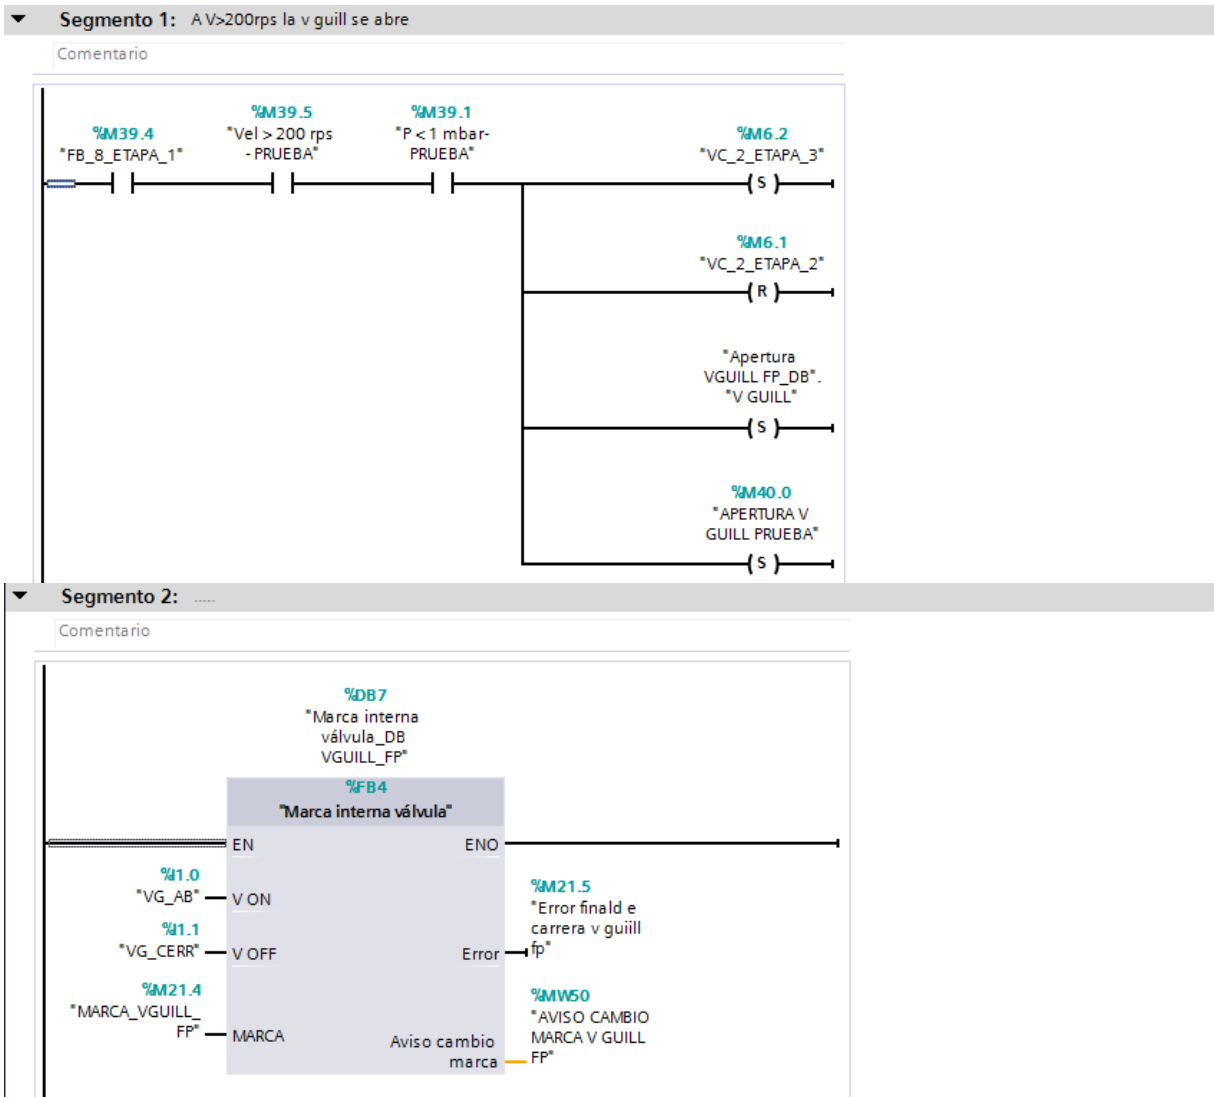 Segmento 1: A V>200rps la v guill se abre
Comentario
%M39.4
"FB_8_ETAPA_1"
%M39.5
"Vel > 200 rps
- PRUEBA"
%M39.1
"P < 1 mbar-
PRUEBA"
%M6.2
"VC_2_ETAPA_3"
S
%M6.1
"VC_2_ETAPA_2"
R
"Apertura
VGUILL FP_DB".
"V GUILL"
S
%M40.0
"APERTURA V
GUILL PRUEBA"
S
Segmento 2: .....
Comentario
%DB7
"Marca interna
válvula_DB
VGUILL_FP"
%FB4
"Marca interna válvula"
EN
ENO
%I1.0
"VG_AB"
V ON
%I1.1
"VG_CERR"
V OFF
%M21.4
"MARCA_VGUILL_
FP"
MARCA
Error
%M21.5
"Error finald e
carrera v guiill
fp"
Aviso cambio
marca
%MW50
"AVISO CAMBIO
MARCA V GUILL
FP"